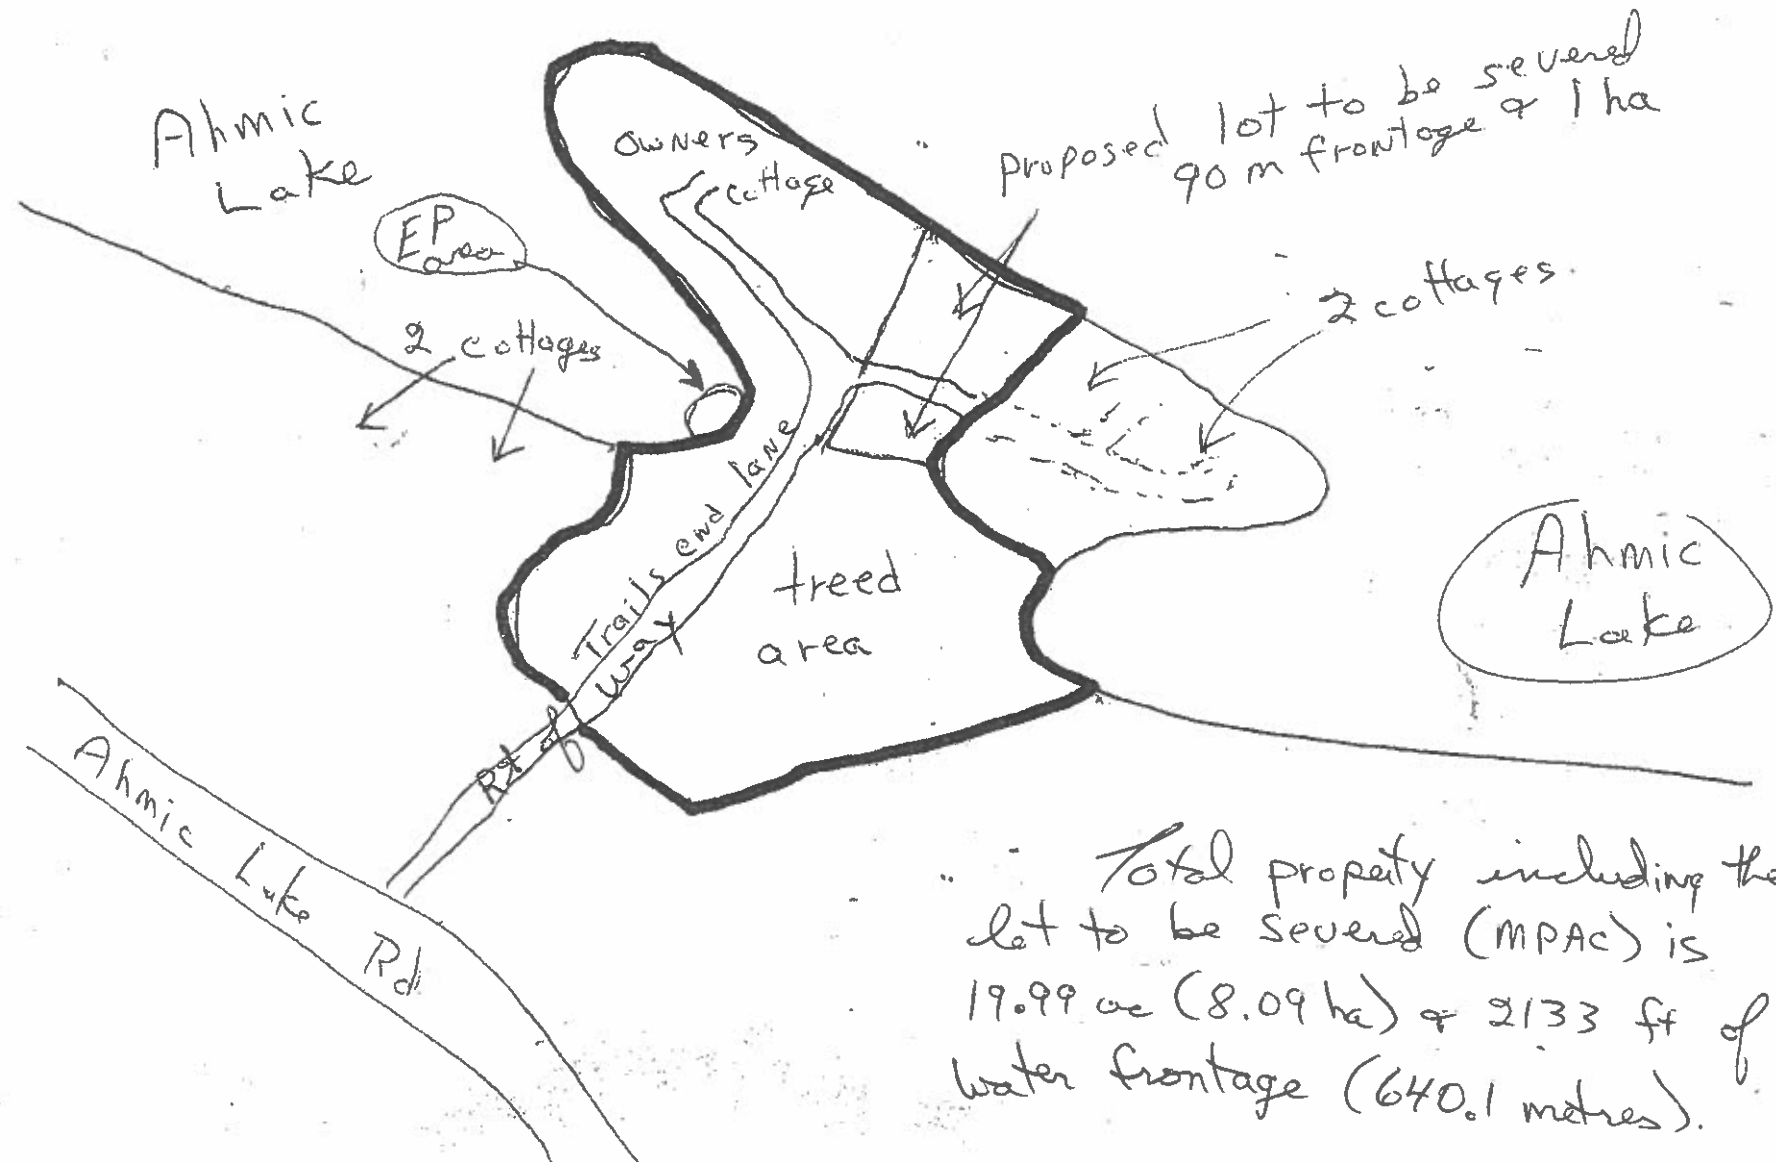 Ahmic
Lake
EP
area
2 cottages
Owners
cottage
proposed lot to be severed
90 m frontage & 1 ha
2 cottages
Trails end lane
Rt of way
treed
area
Ahmic
Lake
Ahmic Lake Rd
Total property including the
lot to be severed (MPAC) is
19.99 ac (8.09 ha) & 2133 ft of
water frontage (640.1 metres).